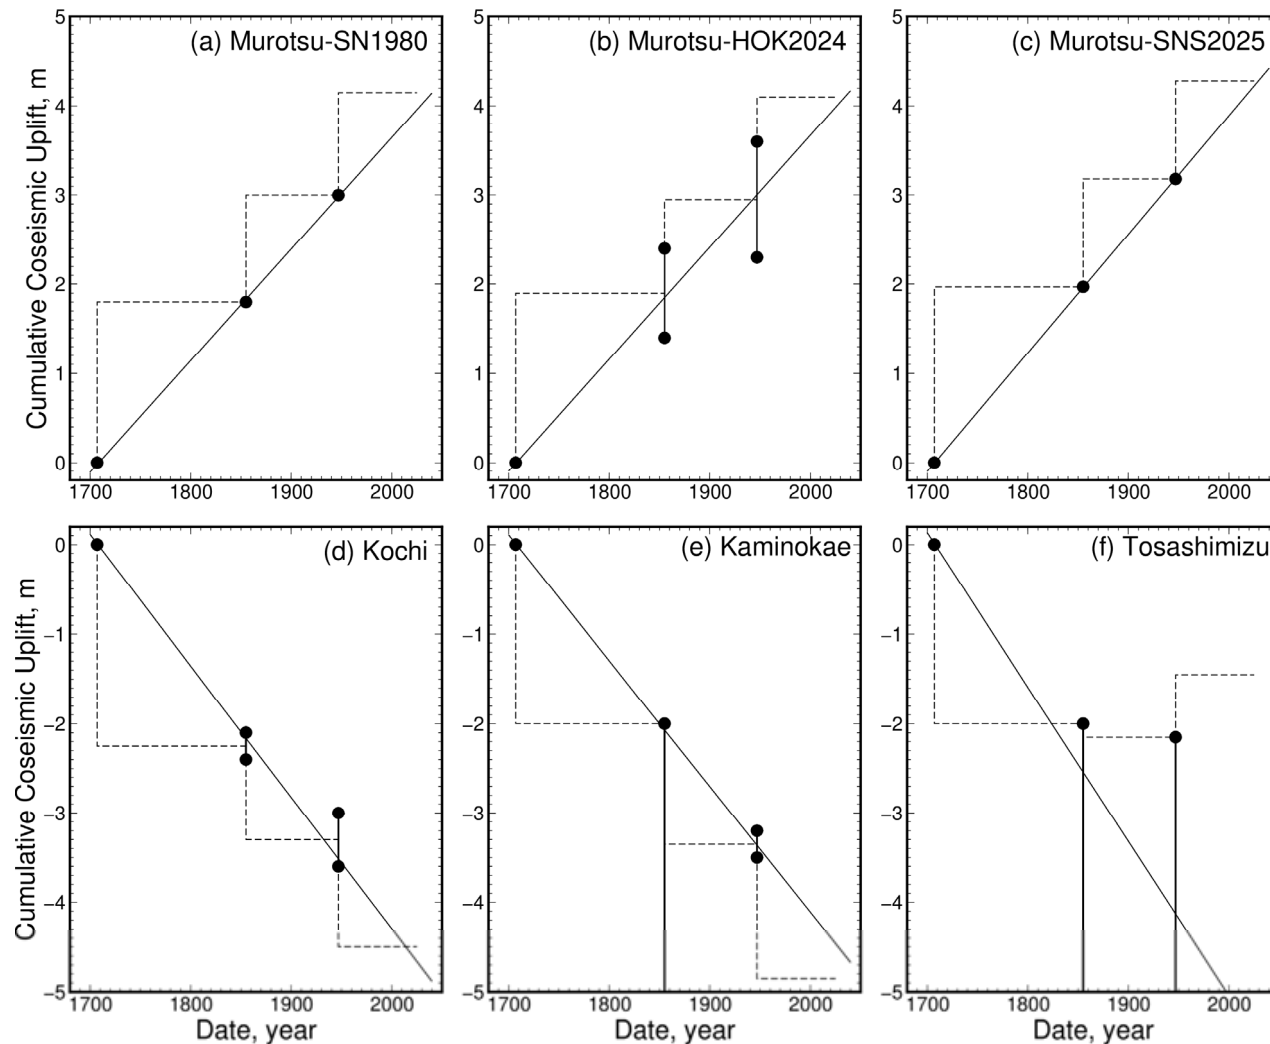 (a) Murotsu-SN1980
(b) Murotsu-HOK2024
(c) Murotsu-SNS2025
Cumulative Coseismic Uplift, m
5
4
3
2
1
0
1700 1800 1900 2000
5
4
3
2
1
0
1700 1800 1900 2000
5
4
3
2
1
0
1700 1800 1900 2000
(d) Kochi
(e) Kaminokae
(f) Tosashimizu
Cumulative Coseismic Uplift, m
0
−1
−2
−3
−4
−5
1700 1800 1900 2000
Date, year
0
−1
−2
−3
−4
−5
1700 1800 1900 2000
Date, year
0
−1
−2
−3
−4
−5
1700 1800 1900 2000
Date, year